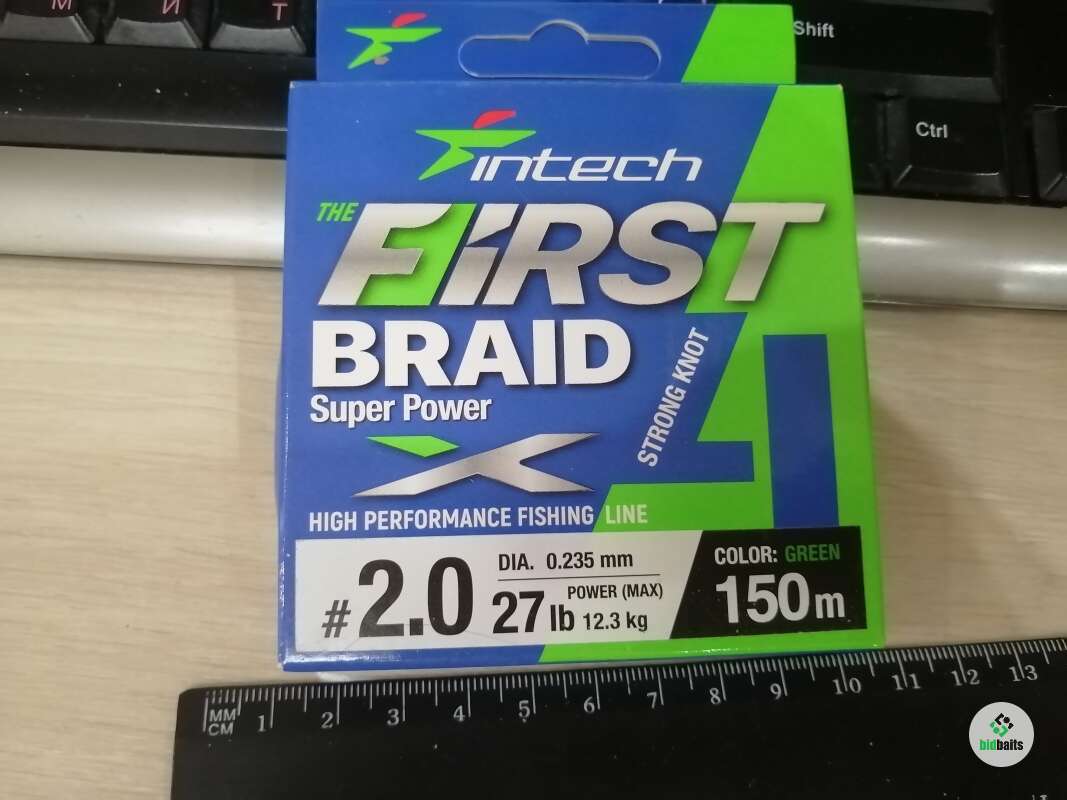 М
И
Т
Shift
Ctrl
intech
THE
FIRST
BRAID
Super Power
STRONG KNOT
X4
HIGH PERFORMANCE FISHING LINE
#2.0
DIA. 0.235 mm
27 lb
POWER (MAX)
12.3 kg
COLOR: GREEN
150m
MM
CM
1 2 3 4 5 6 7 8 9 10 11 12 13
bidbaits